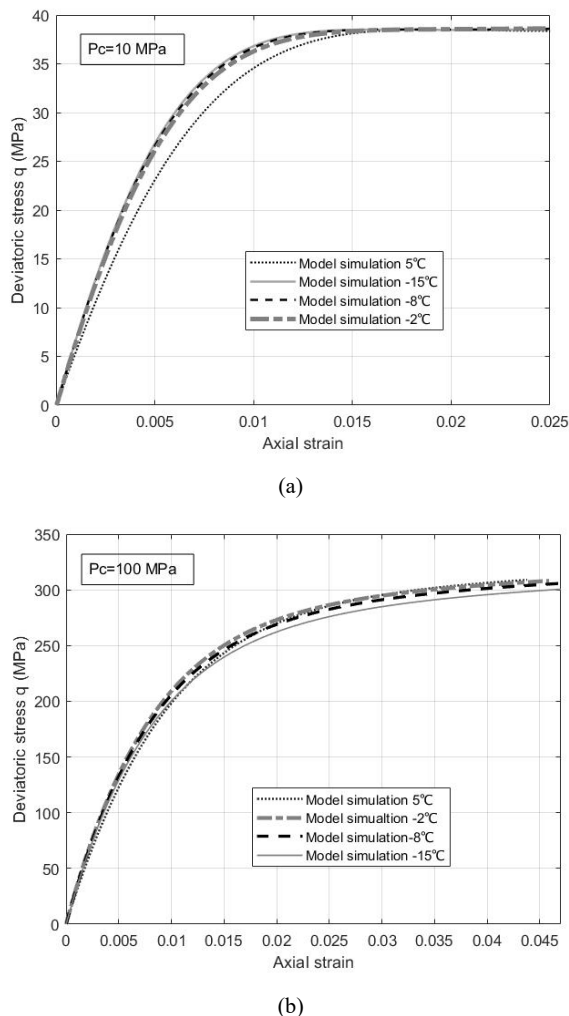 40
35
30
25
20
15
10
5
0
Deviatoric stress q (MPa)
Pc=10 MPa
Model simulation 5℃
Model simulation -15℃
Model simulation -8℃
Model simulation -2℃
0 0.005 0.01 0.015 0.02 0.025
Axial strain
(a)
350
300
250
200
150
100
50
0
Deviatoric stress q (MPa)
Pc=100 MPa
Model simulation 5℃
Model simualtion -2℃
Model simulation-8℃
Model simulation -15℃
0 0.005 0.01 0.015 0.02 0.025 0.03 0.035 0.04 0.045
Axial strain
(b)